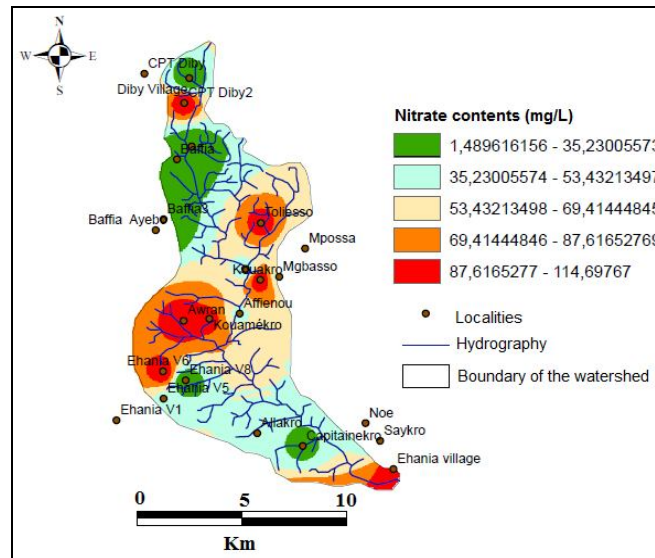 N
W E
S
CPT Diby
Diby Village CPT Diby2
Baffia
Baffia3
Baffia Ayeb
Toliesso
Mpossa
Kouakro
Mgbasso
Affienou
Awran
Kouamékro
Ehania V6
Ehania V8
Ehania V5
Ehania V1
Allakro
Capitainekro
Noe
Saykro
Ehania village
Nitrate contents (mg/L)
1,489616156 - 35,23005573
35,23005574 - 53,43213497
53,43213498 - 69,41444845
69,41444846 - 87,61652769
87,6165277 - 114,69767
Localities
Hydrography
Boundary of the watershed
0 5 10
Km